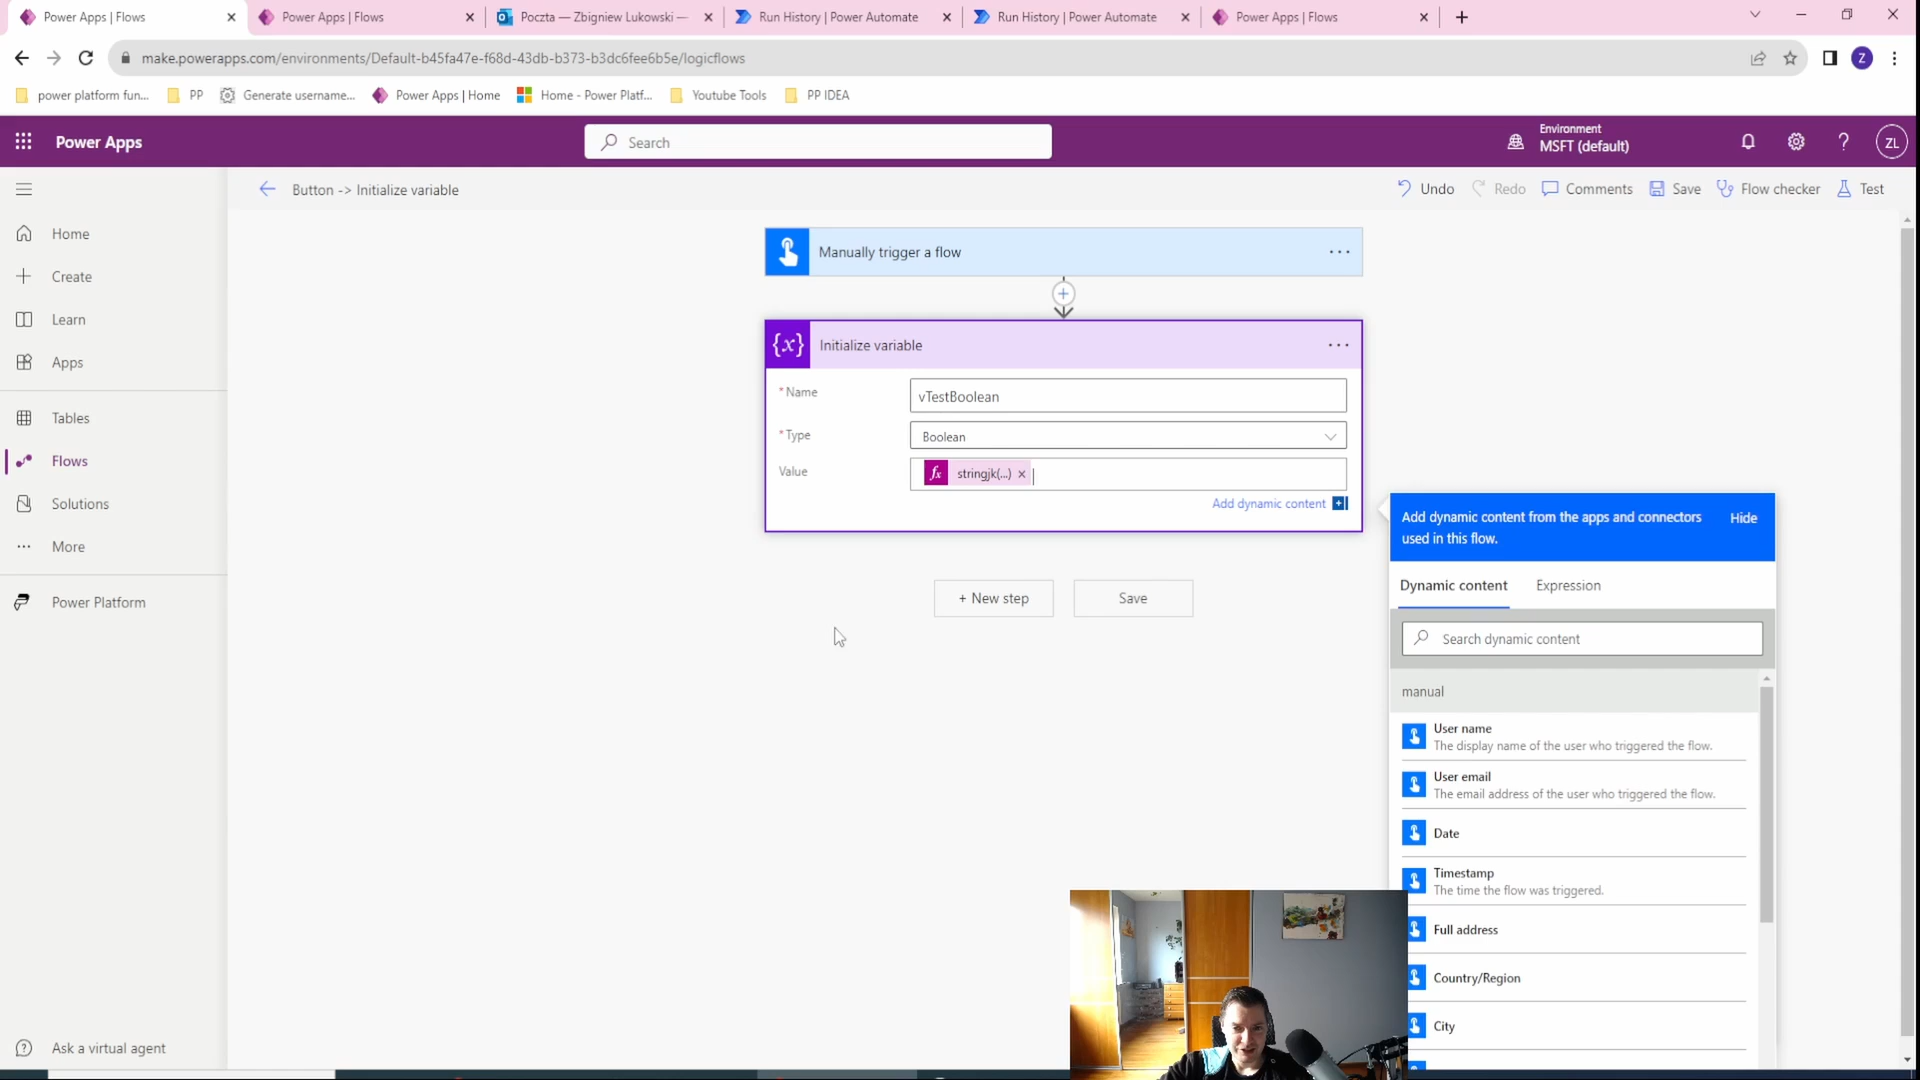 Power Apps | Flows
Power Apps | Flows
Poczta — Zbigniew Lukowski —
Run History | Power Automate
Run History | Power Automate
Power Apps | Flows
make.powerapps.com/environments/Default-b45fa47e-f68d-43db-b373-b3dc6fee6b5e/logicflows
Z
power platform fun...
PP
Generate username...
Power Apps | Home
Home - Power Platf...
Youtube Tools
PP IDEA
Power Apps
Search
Environment
MSFT (default)
ZL
Button -> Initialize variable
Undo
Redo
Comments
Save
Flow checker
Test
Home
Create
Learn
Apps
Tables
Flows
Solutions
More
Power Platform
Ask a virtual agent
Manually trigger a flow
{x} Initialize variable
* Name
vTestBoolean
* Type
Boolean
Value
fx stringjk(...) ×
Add dynamic content
+ New step
Save
Add dynamic content from the apps and connectors
used in this flow.
Hide
Dynamic content
Expression
Search dynamic content
manual
User name
The display name of the user who triggered the flow.
User email
The email address of the user who triggered the flow.
Date
Timestamp
The time the flow was triggered.
Full address
Country/Region
City